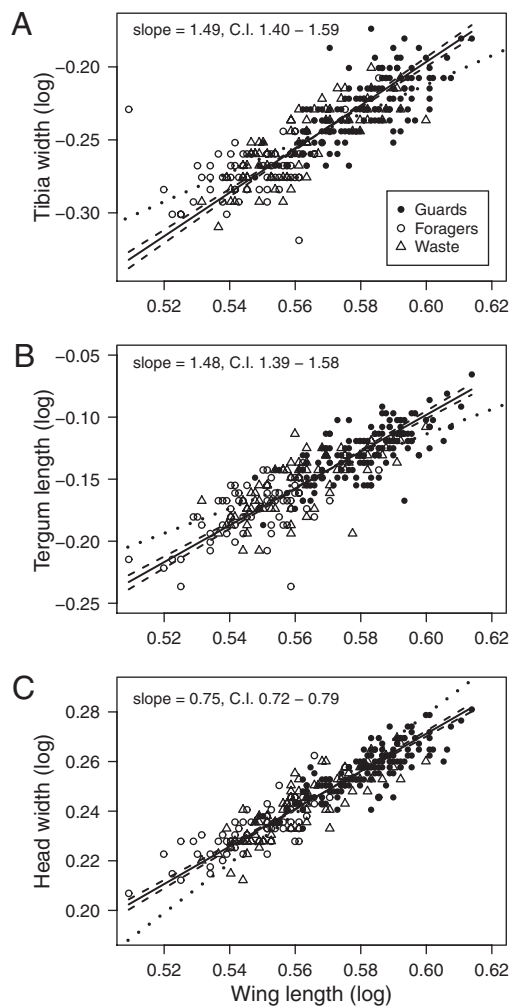 A
slope = 1.49, C.I. 1.40 – 1.59
Tibia width (log)
−0.20
−0.25
−0.30
Guards
Foragers
Waste
0.52 0.54 0.56 0.58 0.60 0.62
B
slope = 1.48, C.I. 1.39 – 1.58
Tergum length (log)
−0.05
−0.10
−0.15
−0.20
−0.25
0.52 0.54 0.56 0.58 0.60 0.62
C
slope = 0.75, C.I. 0.72 – 0.79
Head width (log)
0.28
0.26
0.24
0.22
0.20
0.52 0.54 0.56 0.58 0.60 0.62
Wing length (log)